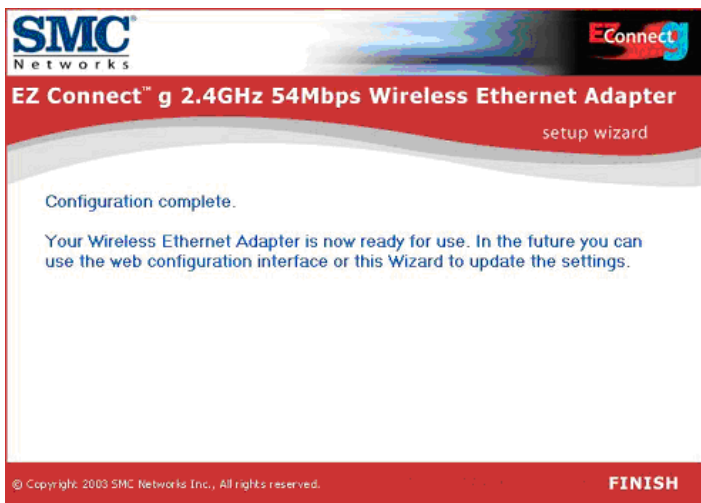 SMC®
Networks
EZConnect g
EZ Connect™ g 2.4GHz 54Mbps Wireless Ethernet Adapter
setup wizard
Configuration complete.
Your Wireless Ethernet Adapter is now ready for use. In the future you can
use the web configuration interface or this Wizard to update the settings.
© Copyright 2003 SMC Networks Inc., All rights reserved.
FINISH